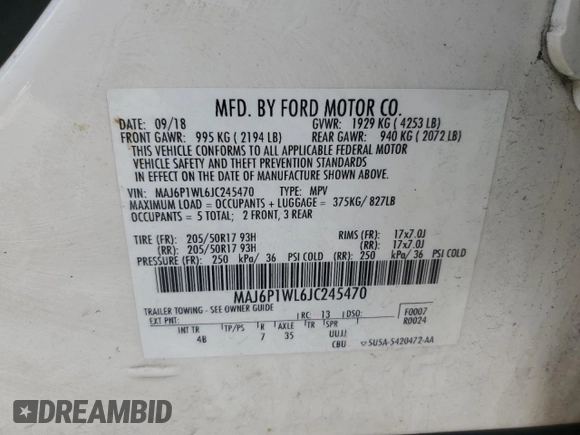 MFD. BY FORD MOTOR CO.
DATE: 09/18 GVWR: 1929 KG ( 4253 LB)
FRONT GAWR: 995 KG ( 2194 LB) REAR GAWR: 940 KG ( 2072 LB)
THIS VEHICLE CONFORMS TO ALL APPLICABLE FEDERAL MOTOR
VEHICLE SAFETY AND THEFT PREVENTION STANDARDS
IN EFFECT ON THE DATE OF MANUFACTURE SHOWN ABOVE.
VIN: MAJ6P1WL6JC245470 TYPE: MPV
MAXIMUM LOAD = OCCUPANTS + LUGGAGE = 375KG/ 827LB
OCCUPANTS = 5 TOTAL; 2 FRONT, 3 REAR
TIRE (FR): 205/50R17 93H RIMS (FR): 17x7.0J
(RR): 205/50R17 93H (RR): 17x7.0J
PRESSURE (FR): 250 kPa/ 36 PSI COLD (RR): 250 kPa/ 36 PSI COLD
MAJ6P1WL6JC245470
TRAILER TOWING - SEE OWNER GUIDE
EXT PNT: RC: 13 DSO: F0007
R0024
INT TR TP/PS R AXLE TR SPR UUJJ
4B 7 35 CBU
5U5A-5420472-AA
DREAMBID